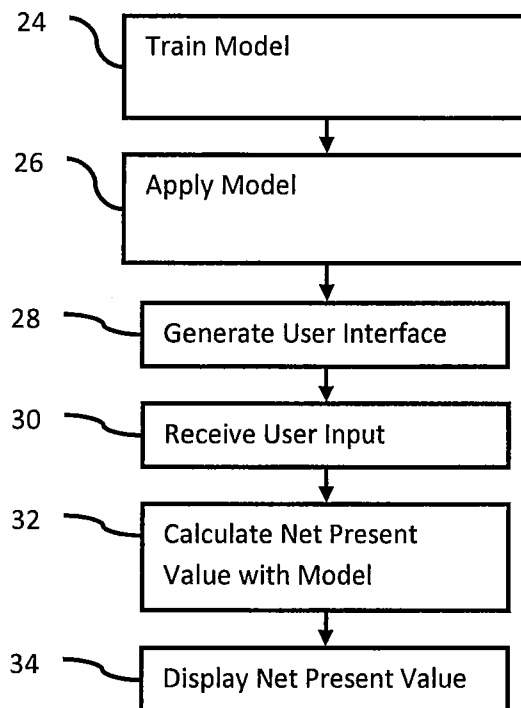 24
Train Model
26
Apply Model
28
Generate User Interface
30
Receive User Input
32
Calculate Net Present
Value with Model
34
Display Net Present Value